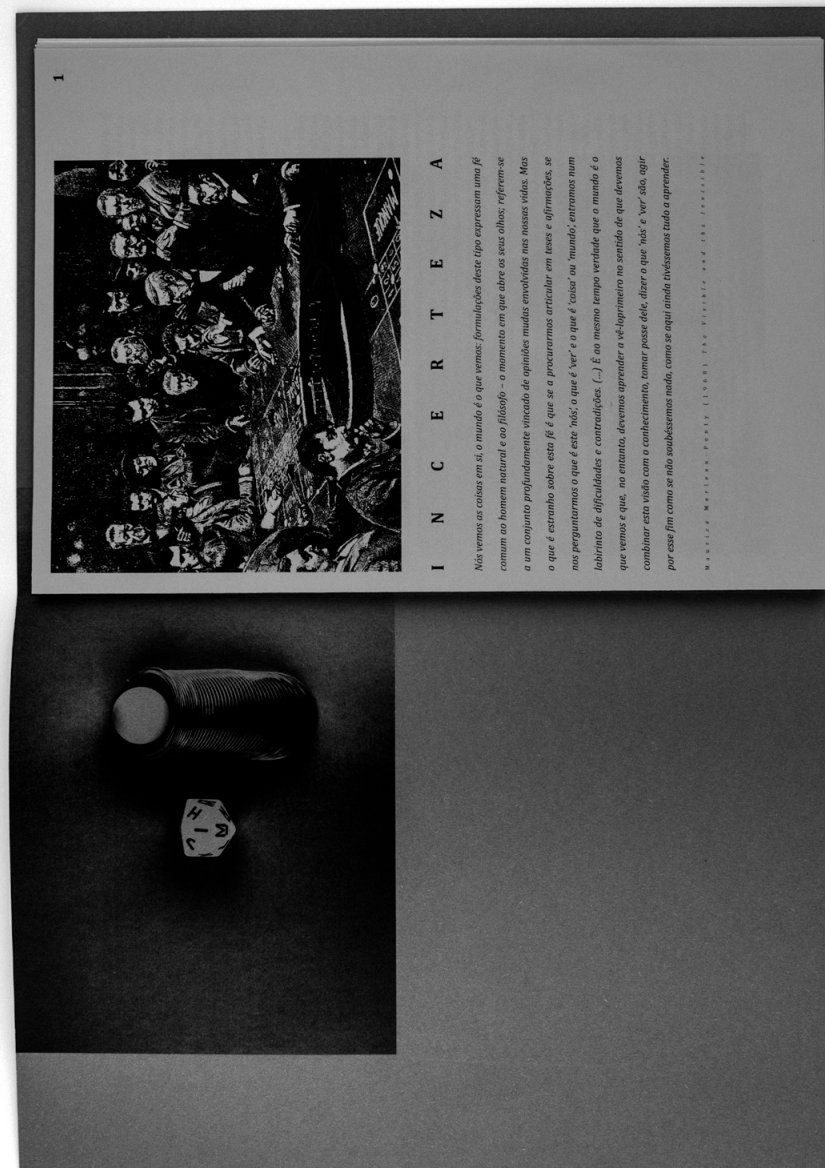 1
MANQUE
I N C E R T E Z A
Nós vemos as coisas em si, o mundo é o que vemos: formulações deste tipo expressam uma fé
comum ao homem natural e ao filósofo – o momento em que abre os seus olhos; referem-se
a um conjunto profundamente vincado de opiniões mudas envolvidas nas nossas vidas. Mas
o que é estranho sobre esta fé é que se a procurarmos articular em teses e afirmações, se
nos perguntarmos o que é este 'nós', o que é 'ver' e o que é 'coisa' ou 'mundo', entramos num
labirinto de dificuldades e contradições. (...) É ao mesmo tempo verdade que o mundo é o
que vemos e que, no entanto, devemos aprender a vê-loprimeiro no sentido de que devemos
combinar esta visão com o conhecimento, tomar posse dele, dizer o que 'nós' e 'ver' são, agir
por esse fim como se não soubéssemos nada, como se aqui ainda tivéssemos tudo a aprender.
Maurice Merleau-Ponty (1968) The Visible and the Invisible
H
I
J